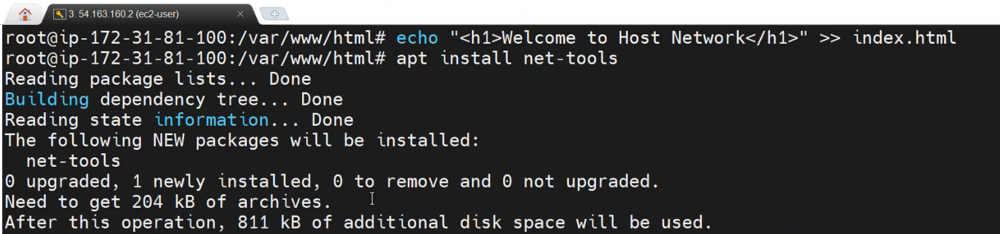 3. 54.163.160.2 (ec2-user)
root@ip-172-31-81-100:/var/www/html# echo "<h1>Welcome to Host Network</h1>" >> index.html
root@ip-172-31-81-100:/var/www/html# apt install net-tools
Reading package lists... Done
Building dependency tree... Done
Reading state information... Done
The following NEW packages will be installed:
  net-tools
0 upgraded, 1 newly installed, 0 to remove and 0 not upgraded.
Need to get 204 kB of archives.
After this operation, 811 kB of additional disk space will be used.